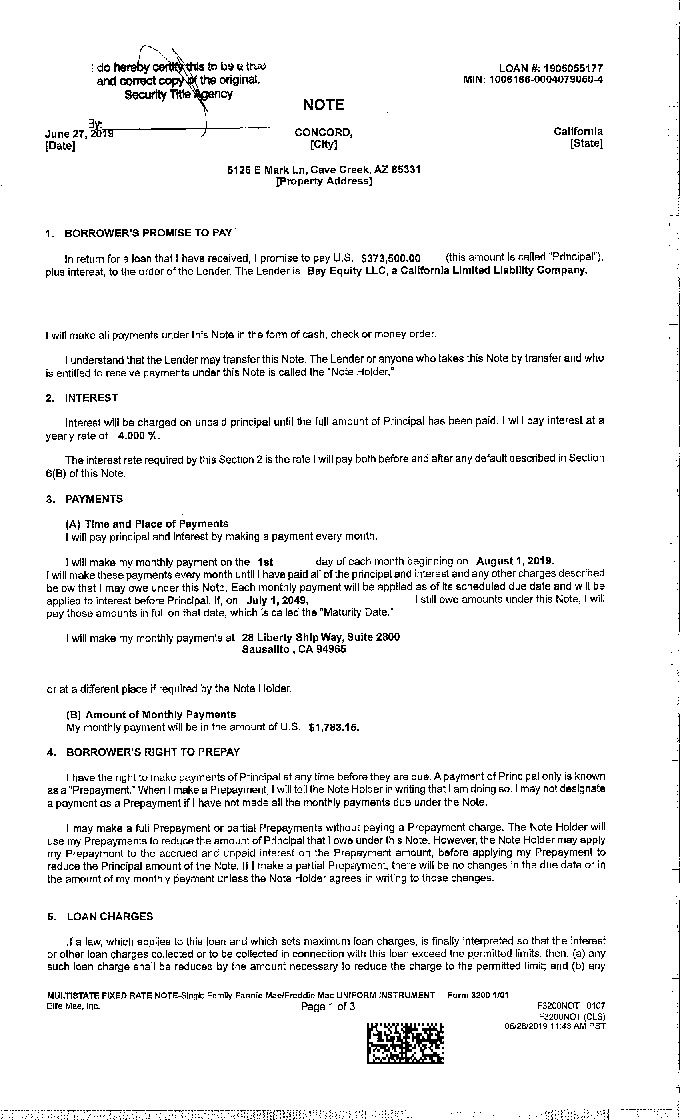 I do hereby certify this to be a true
and correct copy of the original.
Security Title Agency
By:
LOAN #: 1905055177
MIN: 1006166-0004079060-4
NOTE
June 27, 2019
CONCORD,
California
[Date]
[City]
[State]
5126 E Mark Ln, Cave Creek, AZ 85331
[Property Address]
1. BORROWER'S PROMISE TO PAY
In return for a loan that I have received, I promise to pay U.S. $373,500.00 (this amount is called "Principal"),
plus interest, to the order of the Lender. The Lender is Bay Equity LLC, a California Limited Liability Company.
I will make all payments under this Note in the form of cash, check or money order.
I understand that the Lender may transfer this Note. The Lender or anyone who takes this Note by transfer and who
is entitled to receive payments under this Note is called the "Note Holder."
2. INTEREST
Interest will be charged on unpaid principal until the full amount of Principal has been paid. I will pay interest at a
yearly rate of 4.000 %.
The interest rate required by this Section 2 is the rate I will pay both before and after any default described in Section
6(B) of this Note.
3. PAYMENTS
(A) Time and Place of Payments
I will pay principal and interest by making a payment every month.
I will make my monthly payment on the 1st day of each month beginning on August 1, 2019.
I will make these payments every month until I have paid all of the principal and interest and any other charges described
below that I may owe under this Note. Each monthly payment will be applied as of its scheduled due date and will be
applied to interest before Principal. If, on July 1, 2049, I still owe amounts under this Note, I will
pay those amounts in full on that date, which is called the "Maturity Date."
I will make my monthly payments at 28 Liberty Ship Way, Suite 2800
Sausalito , CA 94965
or at a different place if required by the Note Holder.
(B) Amount of Monthly Payments
My monthly payment will be in the amount of U.S. $1,783.15.
4. BORROWER'S RIGHT TO PREPAY
I have the right to make payments of Principal at any time before they are due. A payment of Principal only is known
as a "Prepayment." When I make a Prepayment, I will tell the Note Holder in writing that I am doing so. I may not designate
a payment as a Prepayment if I have not made all the monthly payments due under the Note.
I may make a full Prepayment or partial Prepayments without paying a Prepayment charge. The Note Holder will
use my Prepayments to reduce the amount of Principal that I owe under this Note. However, the Note Holder may apply
my Prepayment to the accrued and unpaid interest on the Prepayment amount, before applying my Prepayment to
reduce the Principal amount of the Note. If I make a partial Prepayment, there will be no changes in the due date or in
the amount of my monthly payment unless the Note Holder agrees in writing to those changes.
5. LOAN CHARGES
If a law, which applies to this loan and which sets maximum loan charges, is finally interpreted so that the interest
or other loan charges collected or to be collected in connection with this loan exceed the permitted limits, then: (a) any
such loan charge shall be reduced by the amount necessary to reduce the charge to the permitted limit; and (b) any
MULTISTATE FIXED RATE NOTE-Single Family-Fannie Mae/Freddie Mac UNIFORM INSTRUMENT Form 3200 1/01
Ellie Mae, Inc.
Page 1 of 3
F3200NOT 0107
F3200NOT (CLS)
06/26/2019 11:43 AM PST